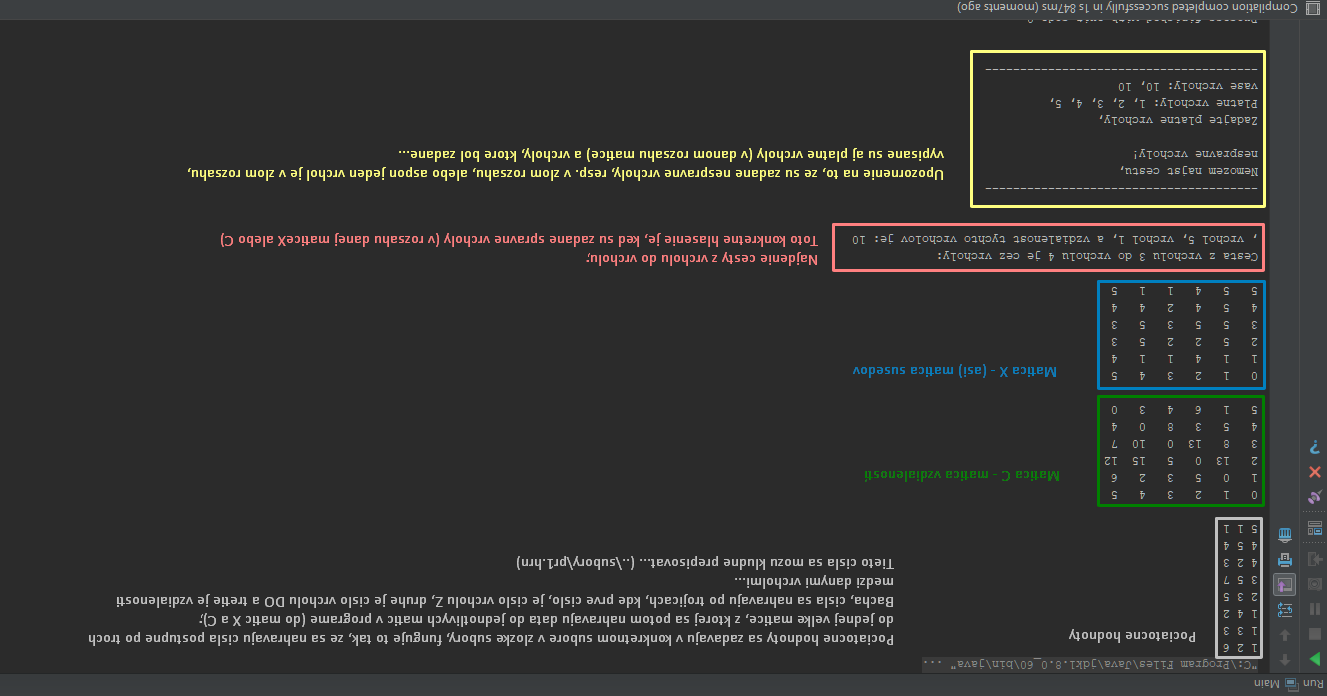 Run Main
"C:\Program Files\Java\jdk1.8.0_60\bin\java" ...
1 2 6
1 3 3
1 4 2
2 3 5
3 5 7
4 2 3
4 5 4
5 1 1
Pociatocne hodnoty
Pociatocne hodnoty sa zadavaju v konkretnom subore v zlozke subory, funguje to tak, ze sa nahravaju cisla postupne po troch
do jednej velke matice, z ktorej sa potom nahravaju data do jednotlivych matic v programe (do matic X a C);
Bacha, cisla sa nahravaju po trojicach, kde prve cislo, je cislo vrcholu Z, druhe je cislo vrcholu DO a tretie je vzdialenosti
medzi danymi vrcholmi...
Tieto cisla sa mozu kludne prepisovat... (..\subory\pr1.hrn)
0 1 2 3 4 5
1 0 5 3 2 6
2 13 0 5 15 12
3 8 13 0 10 7
4 5 3 8 0 4
5 1 6 4 3 0
Matica C - matica vzdialenosti
0 1 2 3 4 5
1 1 4 1 1 4
2 5 2 2 5 3
3 5 5 3 5 3
4 5 4 2 4 4
5 5 4 1 1 5
Matica X - (asi) matica susedov
Cesta z vrcholu 3 do vrcholu 4 je cez vrcholy:
, vrchol 5, vrchol 1, a vzdialenost tychto vrcholov je: 10
Najdenie cesty z vrcholu do vrcholu;
Toto konkretne hlasenie je, ked su zadane spravne vrcholy (v rozsahu danej maticeX alebo C)
---------------------------------------
Nemozem najst cestu,
nespravne vrcholy!
Zadajte platne vrcholy,
Platne vrcholy: 1, 2, 3, 4, 5,
vase vrcholy: 10, 10
---------------------------------------
Upozornenie na to, ze su zadane nespravne vrcholy, resp. v zlom rozsahu, alebo aspon jeden vrchol je v zlom rozsahu,
vypisane su aj platne vrcholy (v danom rozsahu matice) a vrcholy, ktore bol zadane...
Process finished with exit code 0
Compilation completed successfully in 1s 847ms (moments ago)